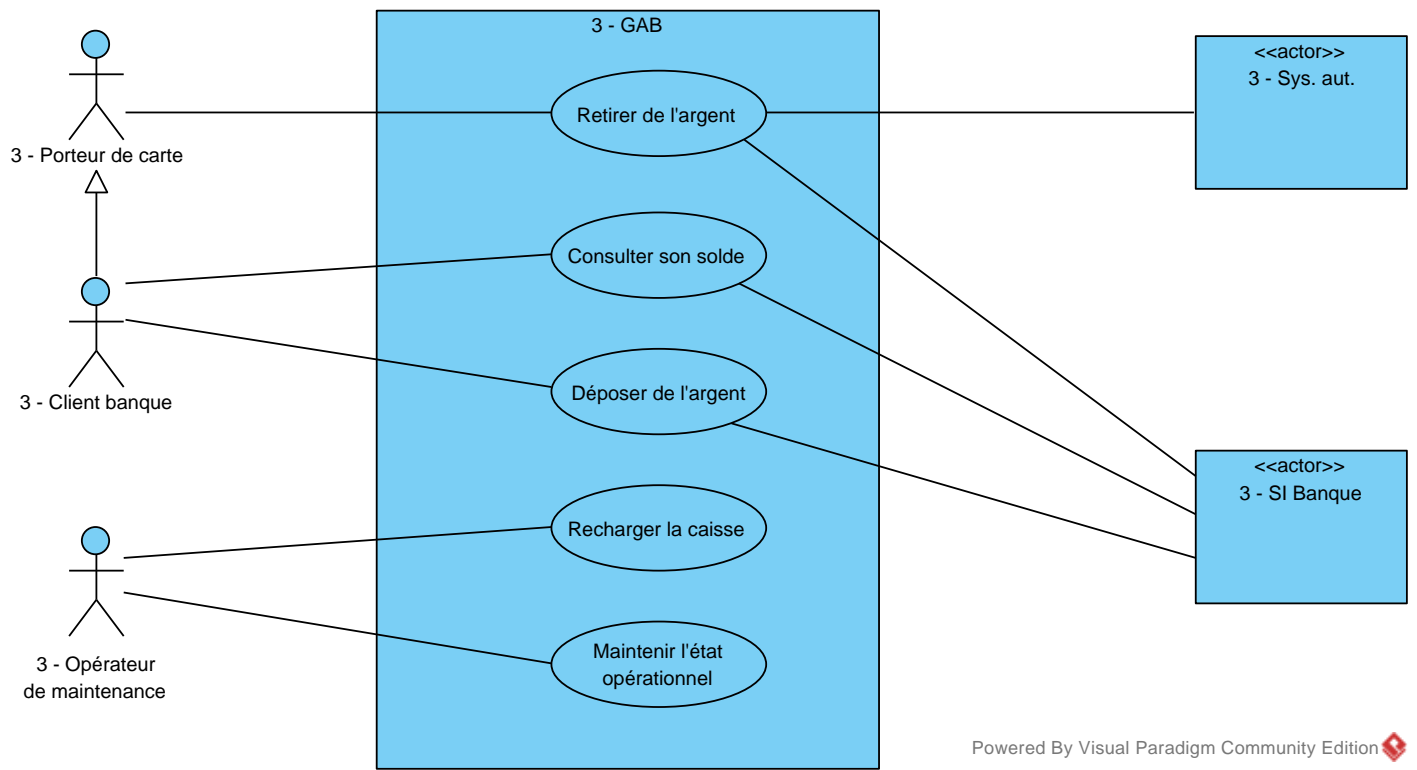 3 - GAB
<<actor>>
3 - Sys. aut.
Retirer de l'argent
3 - Porteur de carte
Consulter son solde
Déposer de l'argent
3 - Client banque
<<actor>>
3 - SI Banque
Recharger la caisse
Maintenir l'état
opérationnel
3 - Opérateur
de maintenance
Powered By Visual Paradigm Community Edition